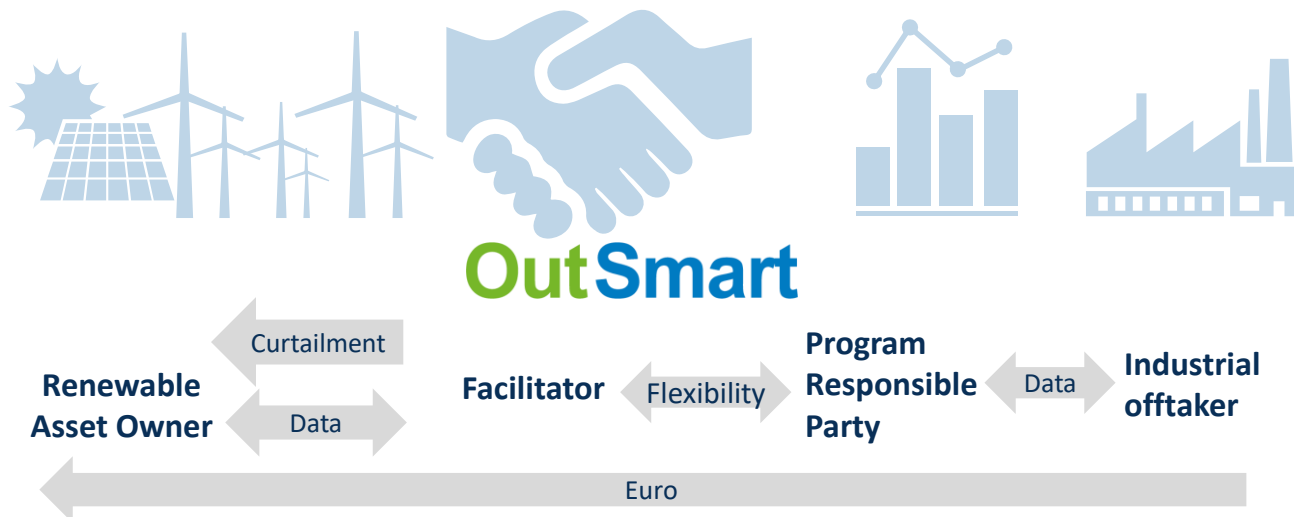 OutSmart
Curtailment
Renewable
Asset Owner
Data
Facilitator
Flexibility
Program
Responsible
Party
Data
Industrial
offtaker
Euro